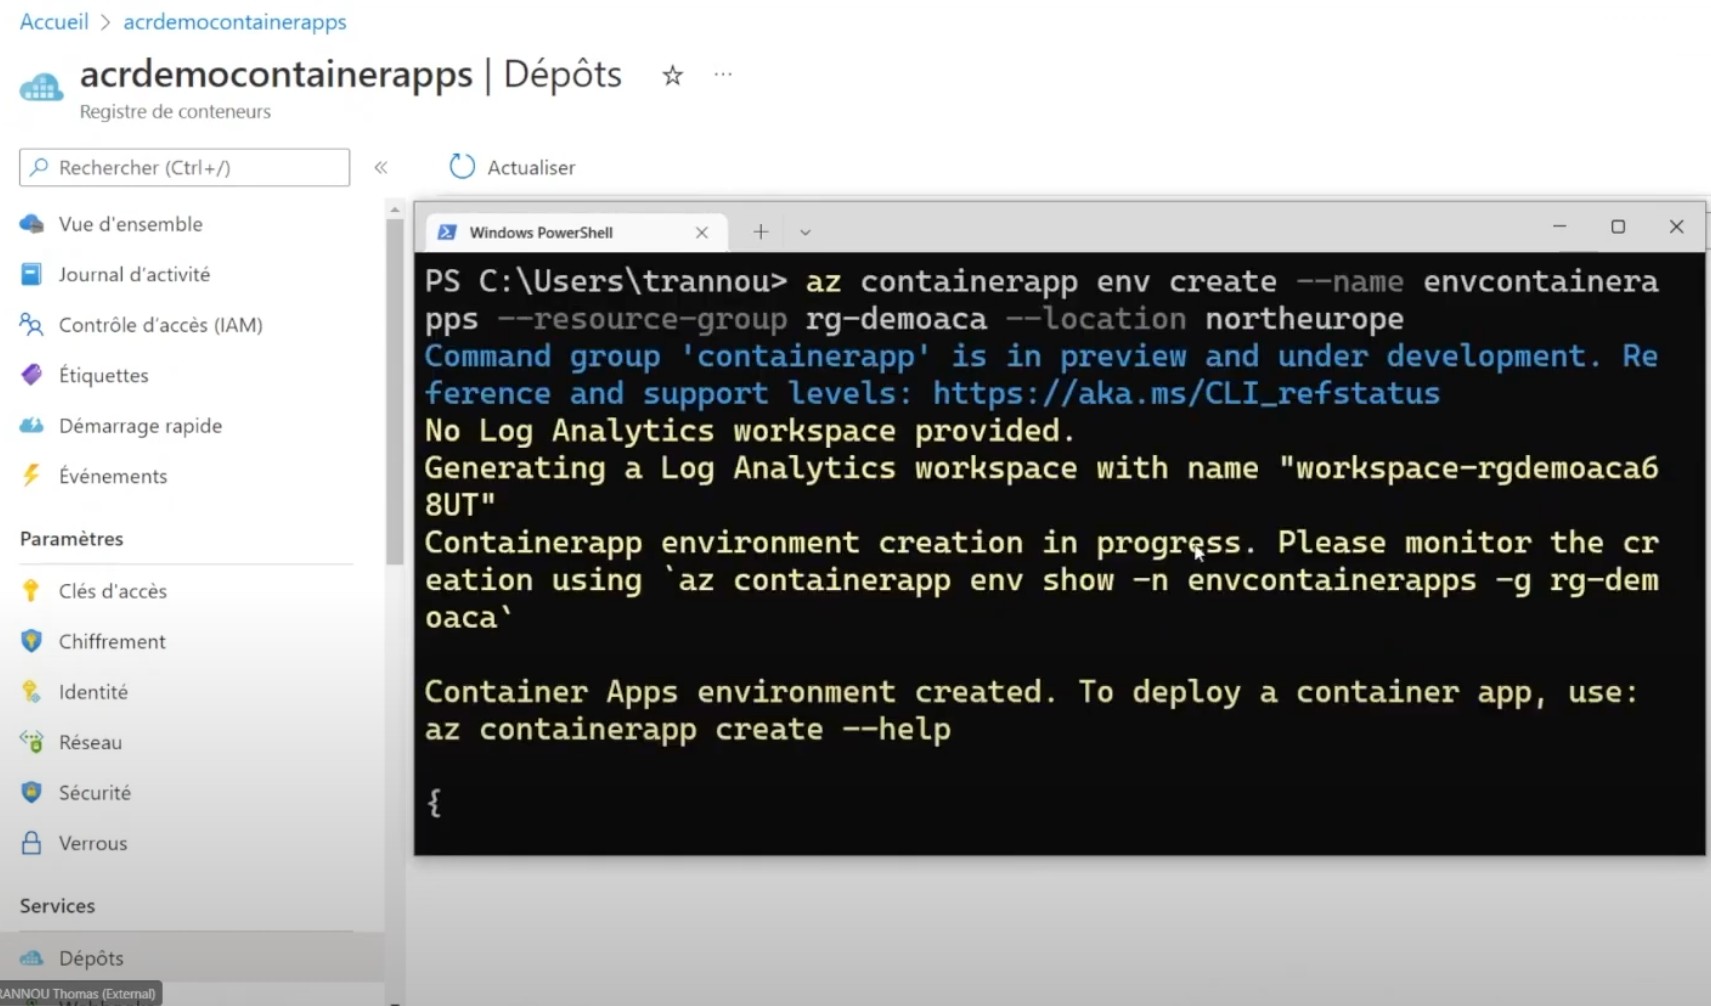 Accueil > acrdemocontainerapps
acrdemocontainerapps | Dépôts
Registre de conteneurs
Rechercher (Ctrl+/)
Actualiser
Vue d'ensemble
Journal d'activité
Contrôle d'accès (IAM)
Étiquettes
Démarrage rapide
Événements
Paramètres
Clés d'accès
Chiffrement
Identité
Réseau
Sécurité
Verrous
Services
Dépôts
RANNOU Thomas (External)
Windows PowerShell
PS C:\Users\trannou> az containerapp env create --name envcontainera
pps --resource-group rg-demoaca --location northeurope
Command group 'containerapp' is in preview and under development. Re
ference and support levels: https://aka.ms/CLI_refstatus
No Log Analytics workspace provided.
Generating a Log Analytics workspace with name "workspace-rgdemoaca6
8UT"
Containerapp environment creation in progress. Please monitor the cr
eation using `az containerapp env show -n envcontainerapps -g rg-dem
oaca`
Container Apps environment created. To deploy a container app, use:
az containerapp create --help
{